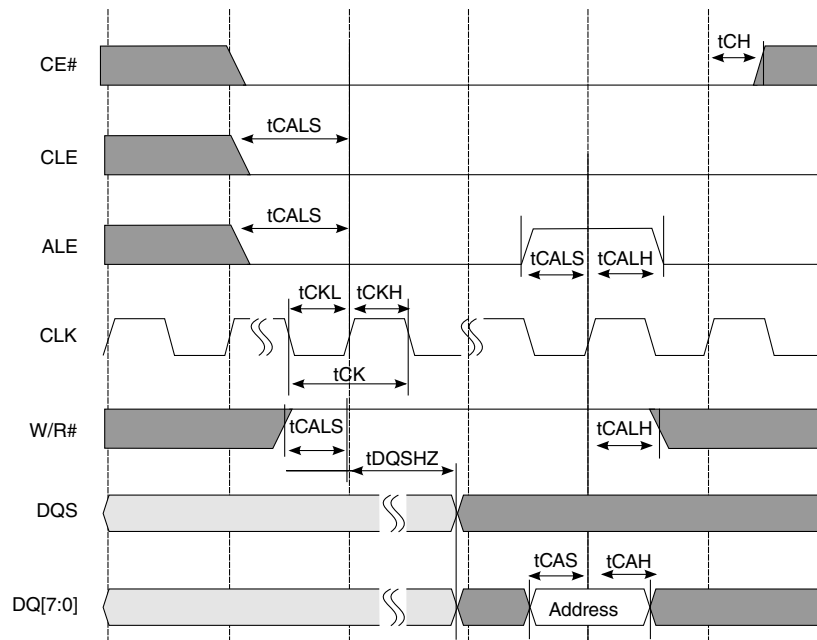 tCH
CE#
tCALS
CLE
tCALS
ALE
tCALS
tCALH
tCKL
tCKH
CLK
tCK
W/R#
tCALS
tCALH
tDQSHZ
DQS
tCAS
tCAH
DQ[7:0]
Address